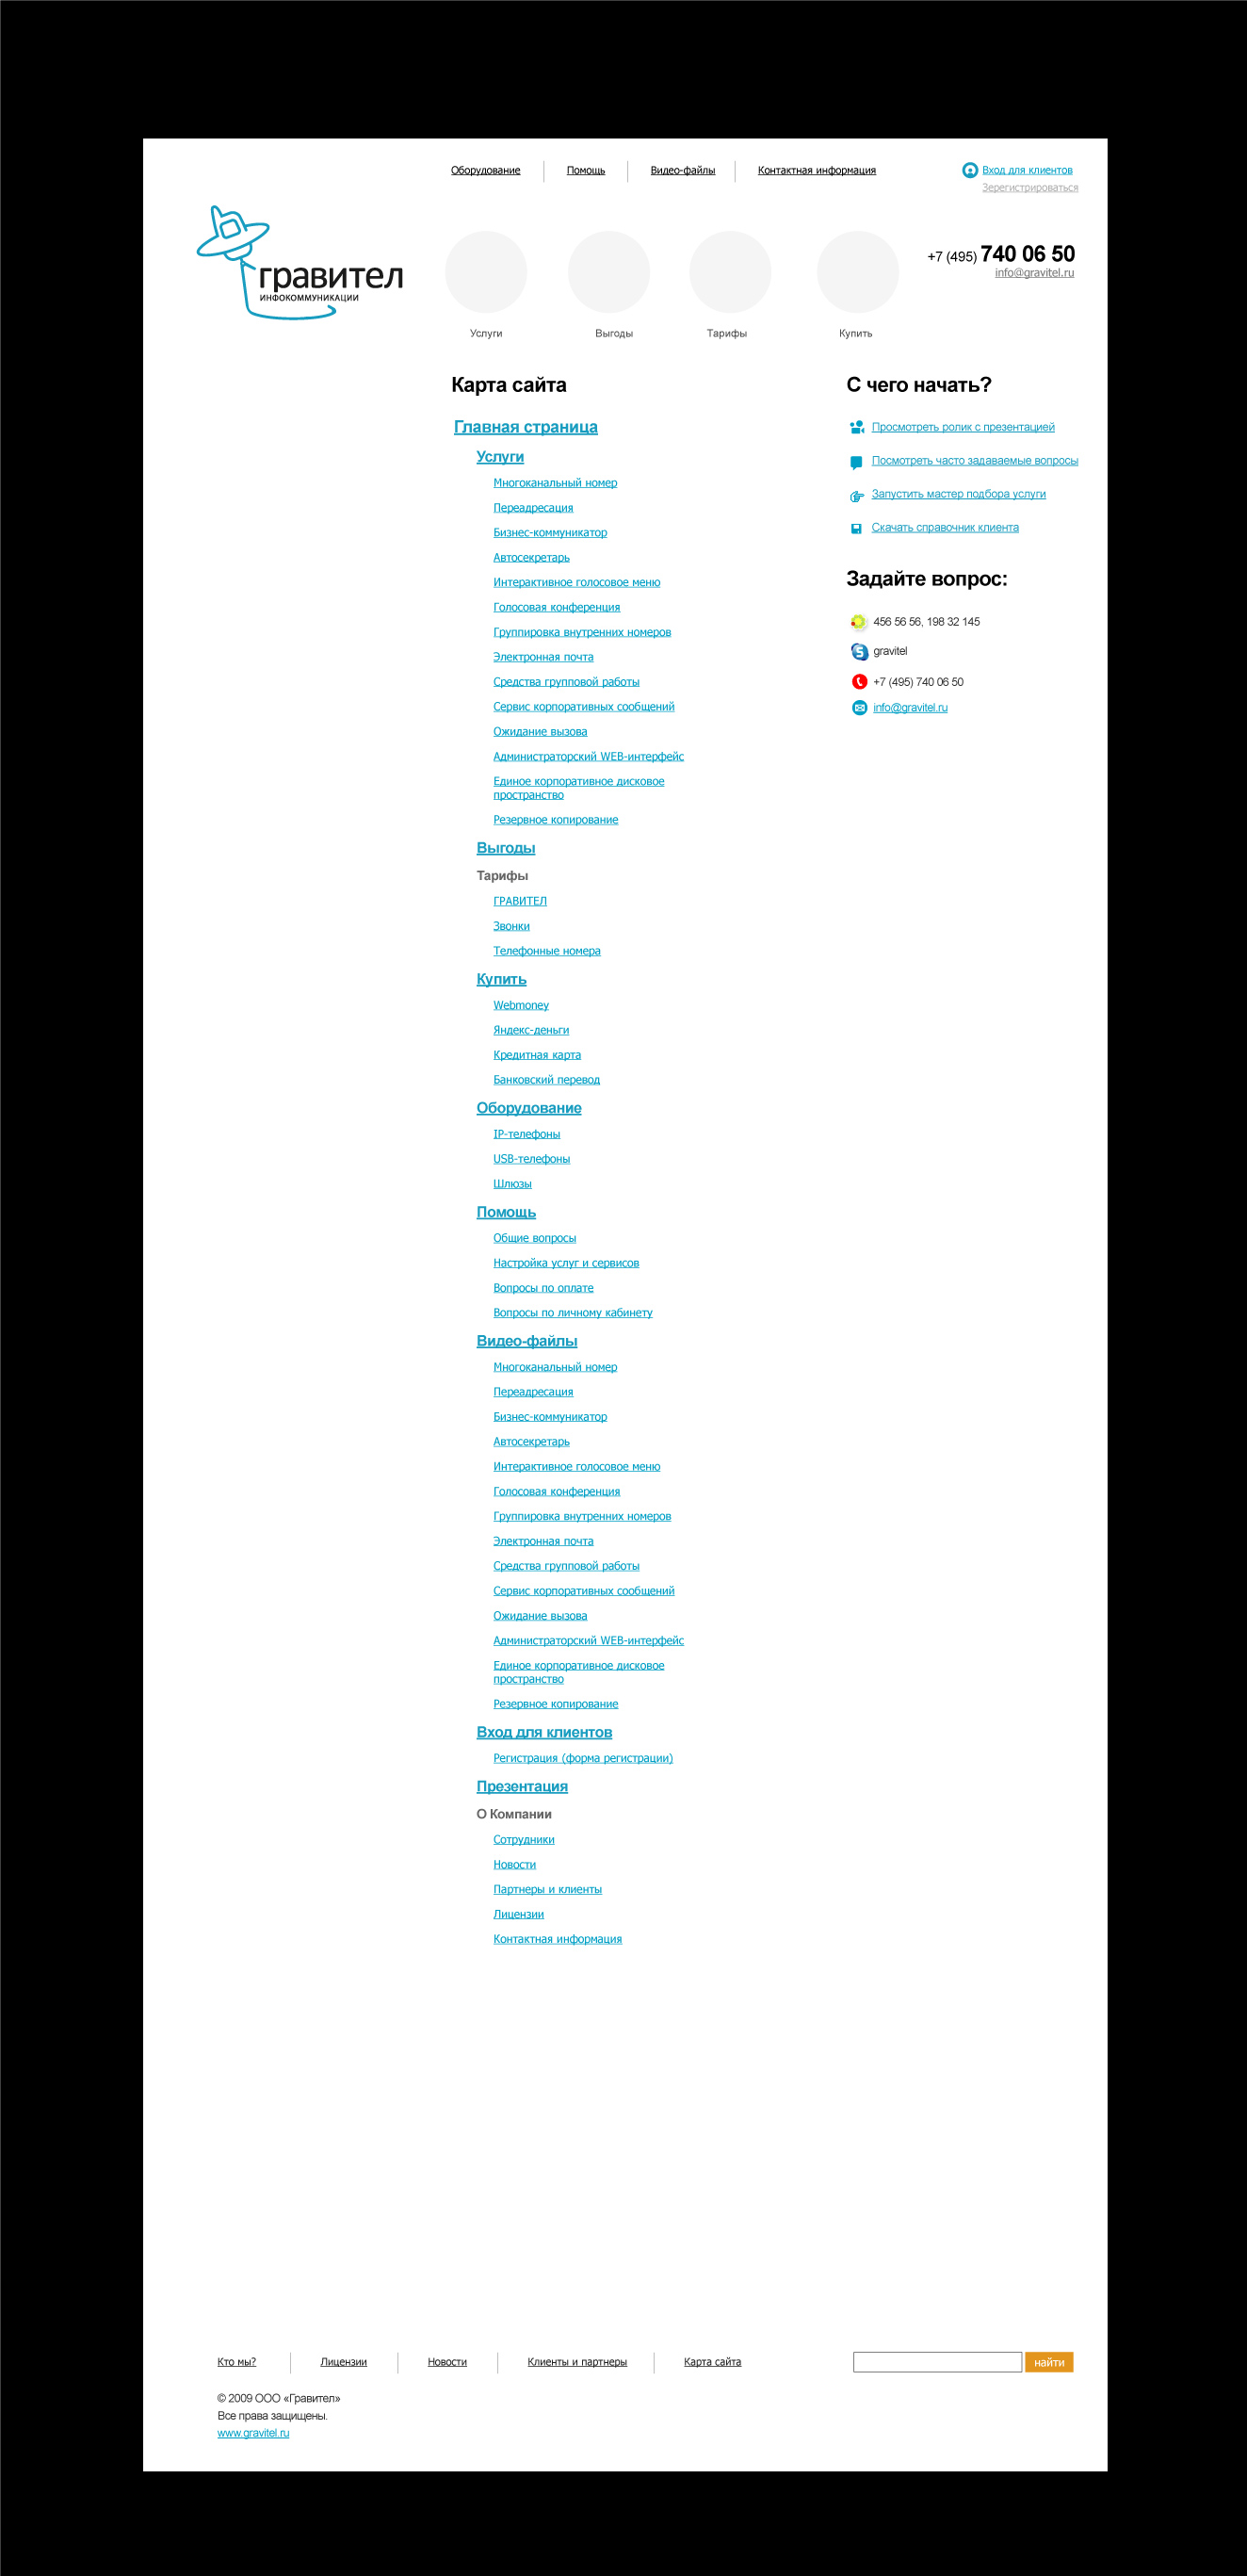 Оборудование
Помощь
Видео-файлы
Контактная информация
Вход для клиентов
Зерегистрироваться
гравител
ИНФОКОММУНИКАЦИИ
+7 (495) 740 06 50
info@gravitel.ru
Услуги
Выгоды
Тарифы
Купить
Карта сайта
Главная страница
Услуги
Многоканальный номер
Переадресация
Бизнес-коммуникатор
Автосекретарь
Интерактивное голосовое меню
Голосовая конференция
Группировка внутренних номеров
Электронная почта
Средства групповой работы
Сервис корпоративных сообщений
Ожидание вызова
Администраторский WEB-интерфейс
Единое корпоративное дисковое
пространство
Резервное копирование
Выгоды
Тарифы
ГРАВИТЕЛ
Звонки
Телефонные номера
Купить
Webmoney
Яндекс-деньги
Кредитная карта
Банковский перевод
Оборудование
IP-телефоны
USB-телефоны
Шлюзы
Помощь
Общие вопросы
Настройка услуг и сервисов
Вопросы по оплате
Вопросы по личному кабинету
Видео-файлы
Многоканальный номер
Переадресация
Бизнес-коммуникатор
Автосекретарь
Интерактивное голосовое меню
Голосовая конференция
Группировка внутренних номеров
Электронная почта
Средства групповой работы
Сервис корпоративных сообщений
Ожидание вызова
Администраторский WEB-интерфейс
Единое корпоративное дисковое
пространство
Резервное копирование
Вход для клиентов
Регистрация (форма регистрации)
Презентация
О Компании
Сотрудники
Новости
Партнеры и клиенты
Лицензии
Контактная информация
С чего начать?
Просмотреть ролик с презентацией
Посмотреть часто задаваемые вопросы
Запустить мастер подбора услуги
Скачать справочник клиента
Задайте вопрос:
456 56 56, 198 32 145
gravitel
+7 (495) 740 06 50
info@gravitel.ru
Кто мы?
Лицензии
Новости
Клиенты и партнеры
Карта сайта
найти
© 2009 ООО «Гравител»
Все права защищены.
www.gravitel.ru